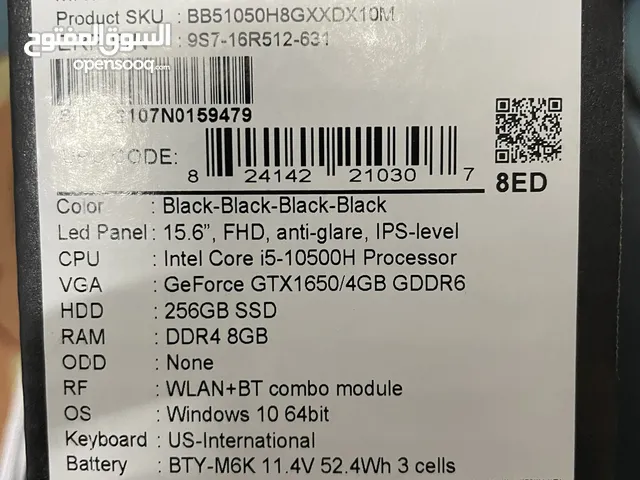 Product SKU : BB51050H8GXXDX10M
: 9S7-16R512-631
السوق المفتوح
opensooq.com
107N0159479
CODE:
8 24142 21030 7
8ED
Color : Black-Black-Black-Black
Led Panel : 15.6”, FHD, anti-glare, IPS-level
CPU : Intel Core i5-10500H Processor
VGA : GeForce GTX1650/4GB GDDR6
HDD : 256GB SSD
RAM : DDR4 8GB
ODD : None
RF : WLAN+BT combo module
OS : Windows 10 64bit
Keyboard : US-International
Battery : BTY-M6K 11.4V 52.4Wh 3 cells